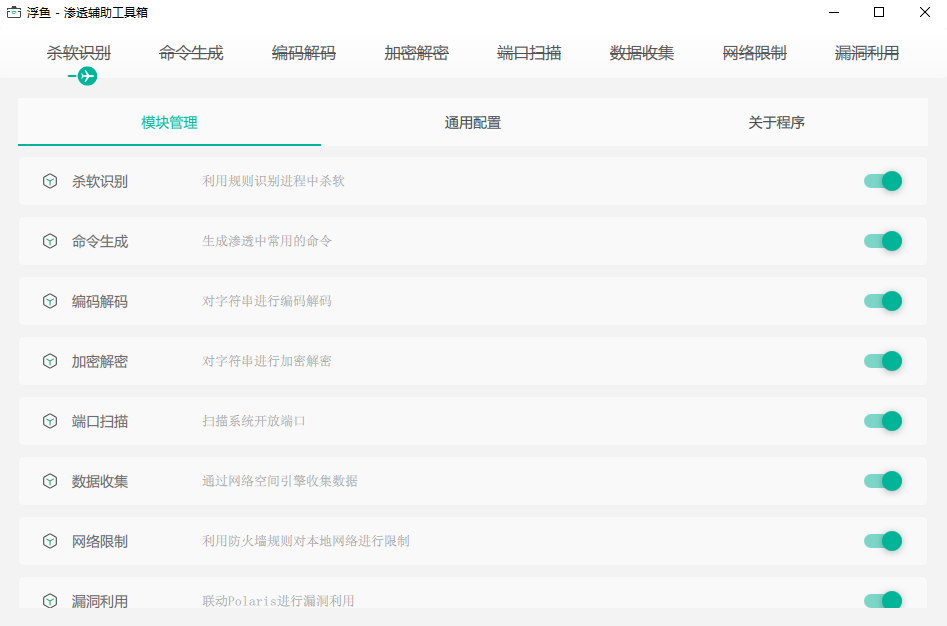 浮鱼 - 渗透辅助工具箱
杀软识别 命令生成 编码解码 加密解密 端口扫描 数据收集 网络限制 漏洞利用
模块管理 通用配置 关于程序
杀软识别 利用规则识别进程中杀软
命令生成 生成渗透中常用的命令
编码解码 对字符串进行编码解码
加密解密 对字符串进行加密解密
端口扫描 扫描系统开放端口
数据收集 通过网络空间引擎收集数据
网络限制 利用防火墙规则对本地网络进行限制
漏洞利用 联动Polaris进行漏洞利用